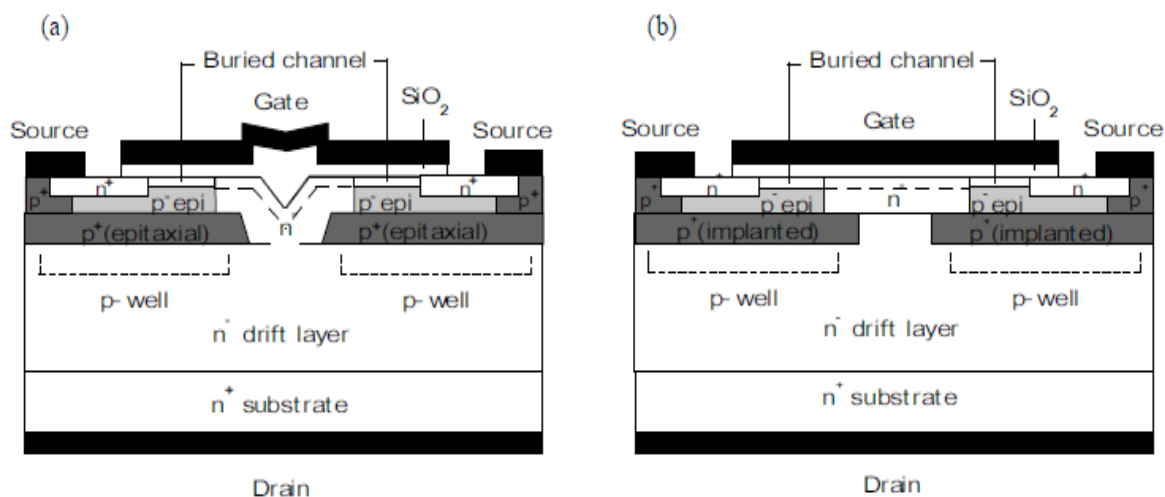 (a)
Buried channel
Gate
SiO2
Source
Source
n+
n+
p+
p+
p- epi
p- epi
n
p+(epitaxial)
p+(epitaxial)
p- well
p- well
n- drift layer
n+ substrate
Drain
(b)
Buried channel
SiO2
Gate
Source
Source
n+
n+
p+
p+
p- epi
p- epi
n-
p+(implanted)
p+(implanted)
p- well
p- well
n- drift layer
n+ substrate
Drain